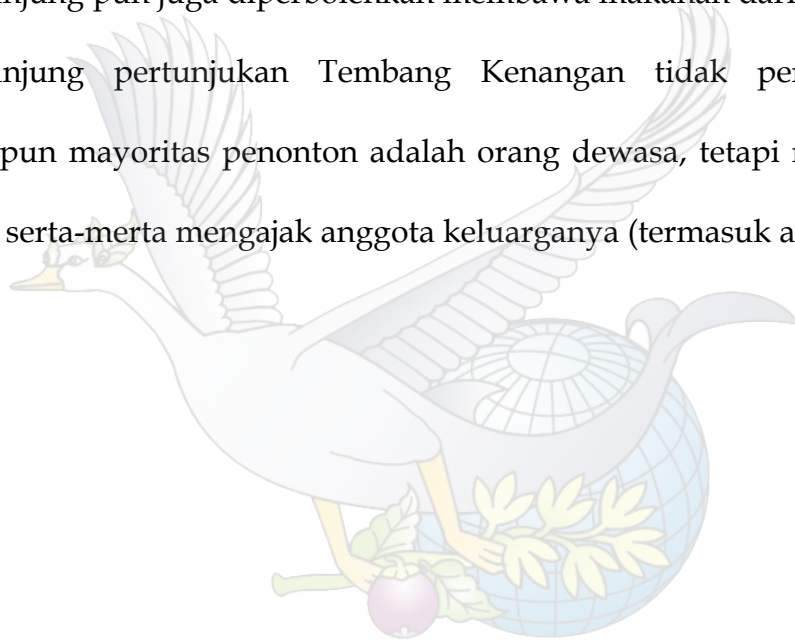 njung pun juga diperbolehkan membawa makanan dari
njung pertunjukan Tembang Kenangan tidak per
pun mayoritas penonton adalah orang dewasa, tetapi
serta-merta mengajak anggota keluarganya (termasuk a